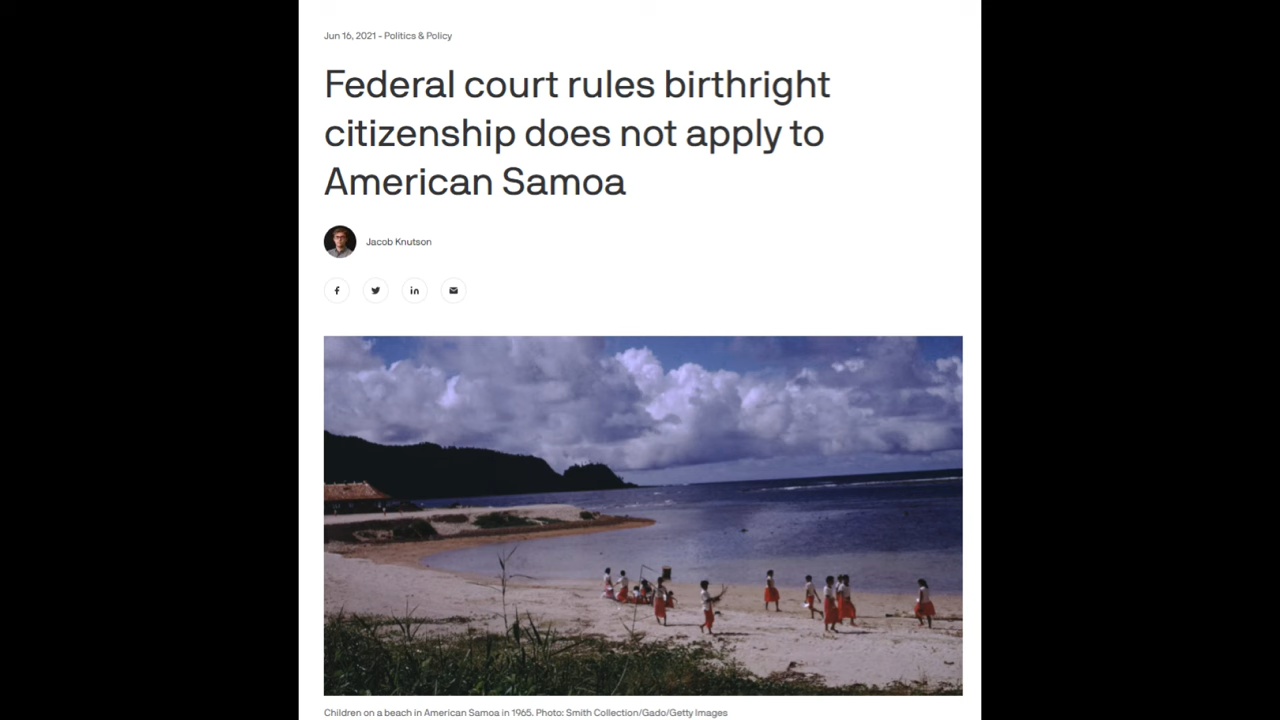 Jun 16, 2021 - Politics & Policy
Federal court rules birthright
citizenship does not apply to
American Samoa
Jacob Knutson
Children on a beach in American Samoa in 1965. Photo: Smith Collection/Gado/Getty Images